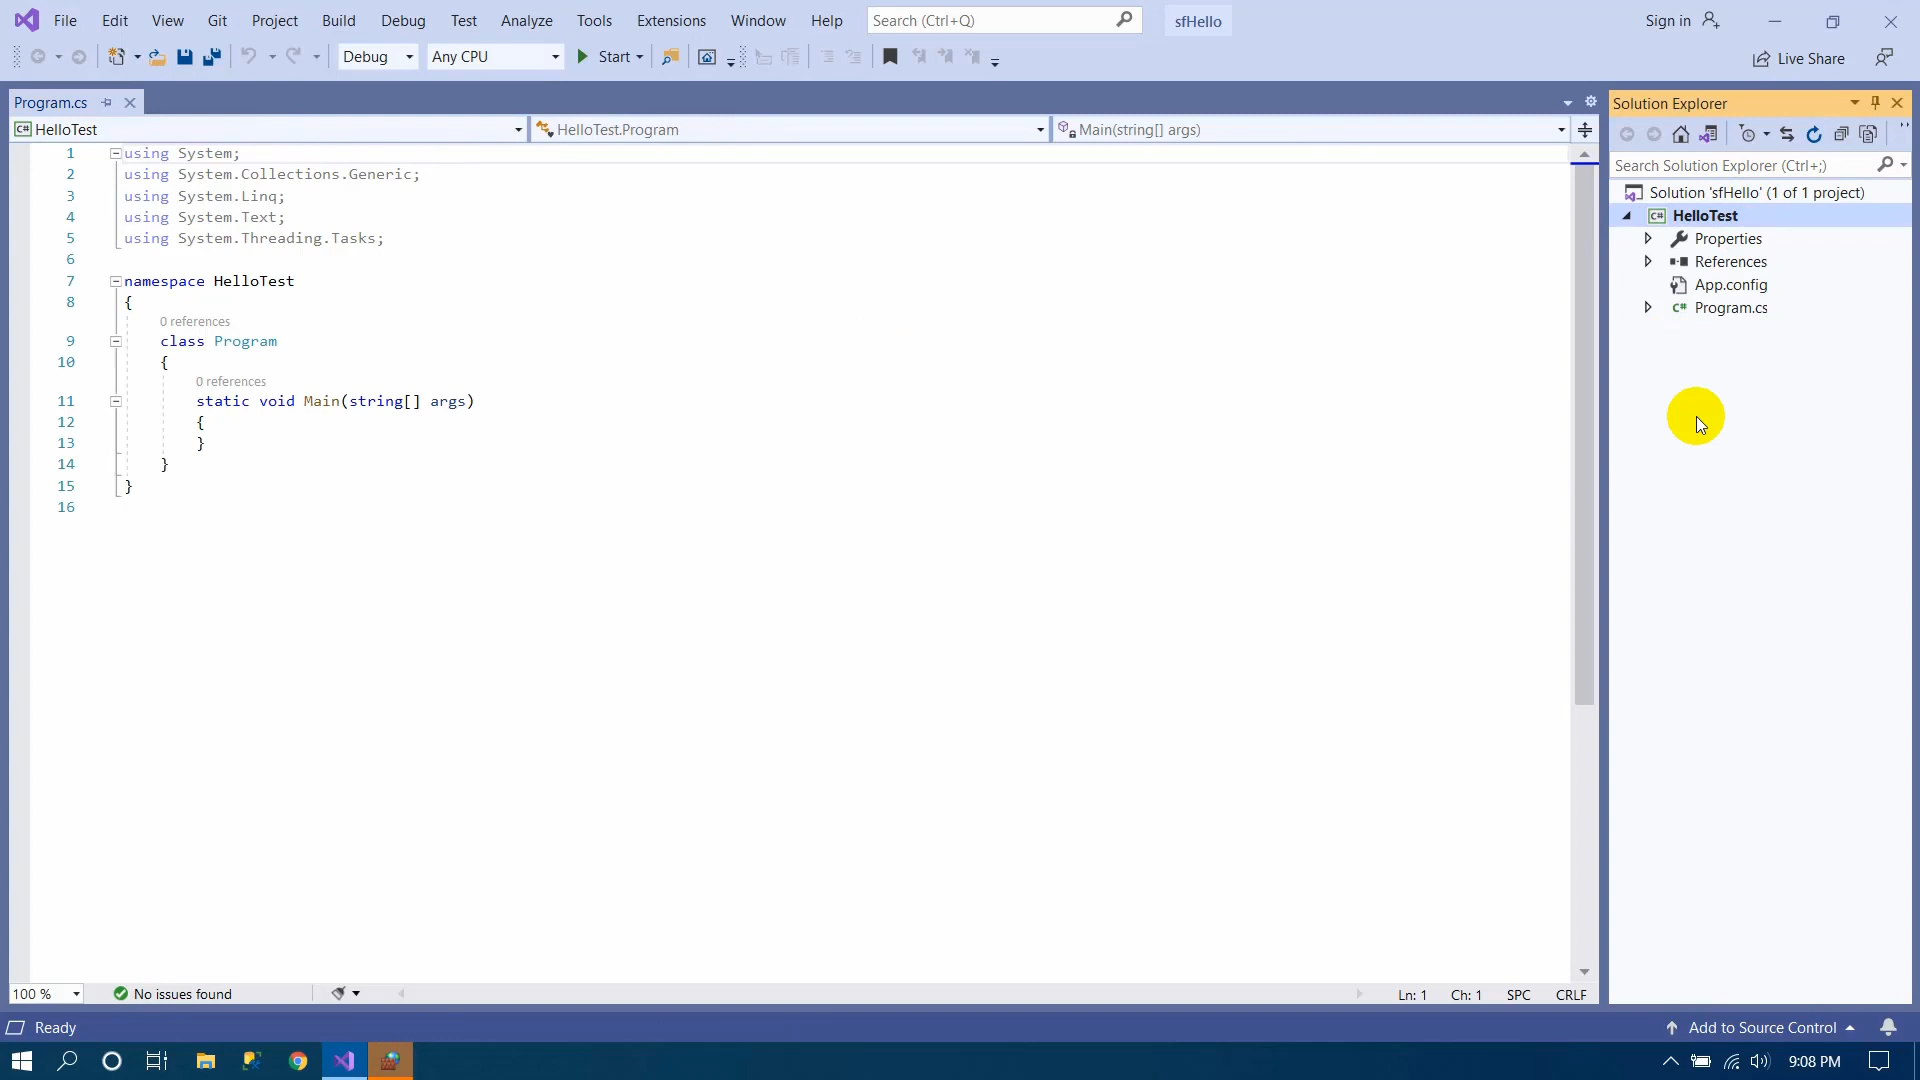 File Edit View Git Project Build Debug Test Analyze Tools Extensions Window Help Search (Ctrl+Q) sfHello Sign in
Debug Any CPU Start Live Share
Program.cs
HelloTest HelloTest.Program Main(string[] args)
1 using System;
2 using System.Collections.Generic;
3 using System.Linq;
4 using System.Text;
5 using System.Threading.Tasks;
6
7 namespace HelloTest
8 {
0 references
9 class Program
10 {
0 references
11 static void Main(string[] args)
12 {
13 }
14 }
15 }
16
100 % No issues found Ln: 1 Ch: 1 SPC CRLF
Solution Explorer
Search Solution Explorer (Ctrl+;)
Solution 'sfHello' (1 of 1 project)
C# HelloTest
Properties
References
App.config
C# Program.cs
Ready Add to Source Control
9:08 PM